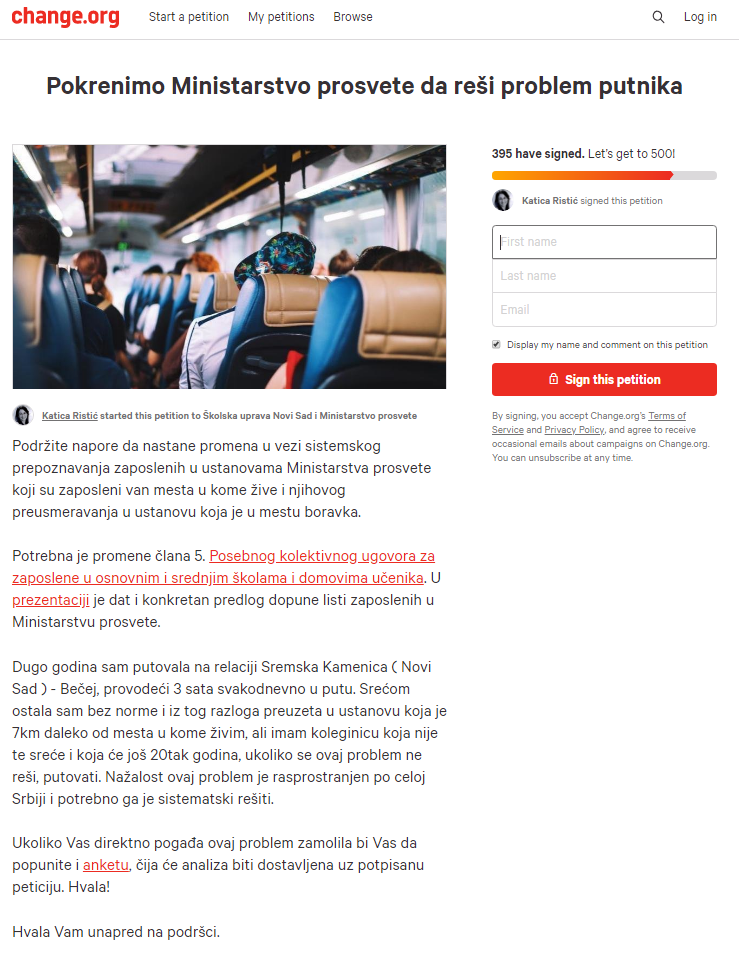 change.org
Start a petition
My petitions
Browse
Log in
Pokrenimo Ministarstvo prosvete da reši problem putnika
395 have signed. Let's get to 500!
Katica Ristić signed this petition
First name
Last name
Email
Display my name and comment on this petition
Sign this petition
By signing, you accept Change.org's Terms of
Service and Privacy Policy, and agree to receive
occasional emails about campaigns on Change.org.
You can unsubscribe at any time.
Katica Ristić started this petition to Školska uprava Novi Sad i Ministarstvo prosvete
Podržite napore da nastane promena u vezi sistemskog
prepoznavanja zaposlenih u ustanovama Ministarstva prosvete
koji su zaposleni van mesta u kome žive i njihovog
preusmeravanja u ustanovu koja je u mestu boravka.
Potrebna je promene člana 5. Posebnog kolektivnog ugovora za
zaposlene u osnovnim i srednjim školama i domovima učenika. U
prezentaciji je dat i konkretan predlog dopune listi zaposlenih u
Ministarstvu prosvete.
Dugo godina sam putovala na relaciji Sremska Kamenica ( Novi
Sad ) - Bečej, provodeći 3 sata svakodnevno u putu. Srećom
ostala sam bez norme i iz tog razloga preuzeta u ustanovu koja je
7km daleko od mesta u kome živim, ali imam koleginicu koja nije
te sreće i koja će još 20tak godina, ukoliko se ovaj problem ne
reši, putovati. Nažalost ovaj problem je rasprostranjen po celoj
Srbiji i potrebno ga je sistematski rešiti.
Ukoliko Vas direktno pogađa ovaj problem zamolila bi Vas da
popunite i anketu, čija će analiza biti dostavljena uz potpisanu
peticiju. Hvala!
Hvala Vam unapred na podršci.